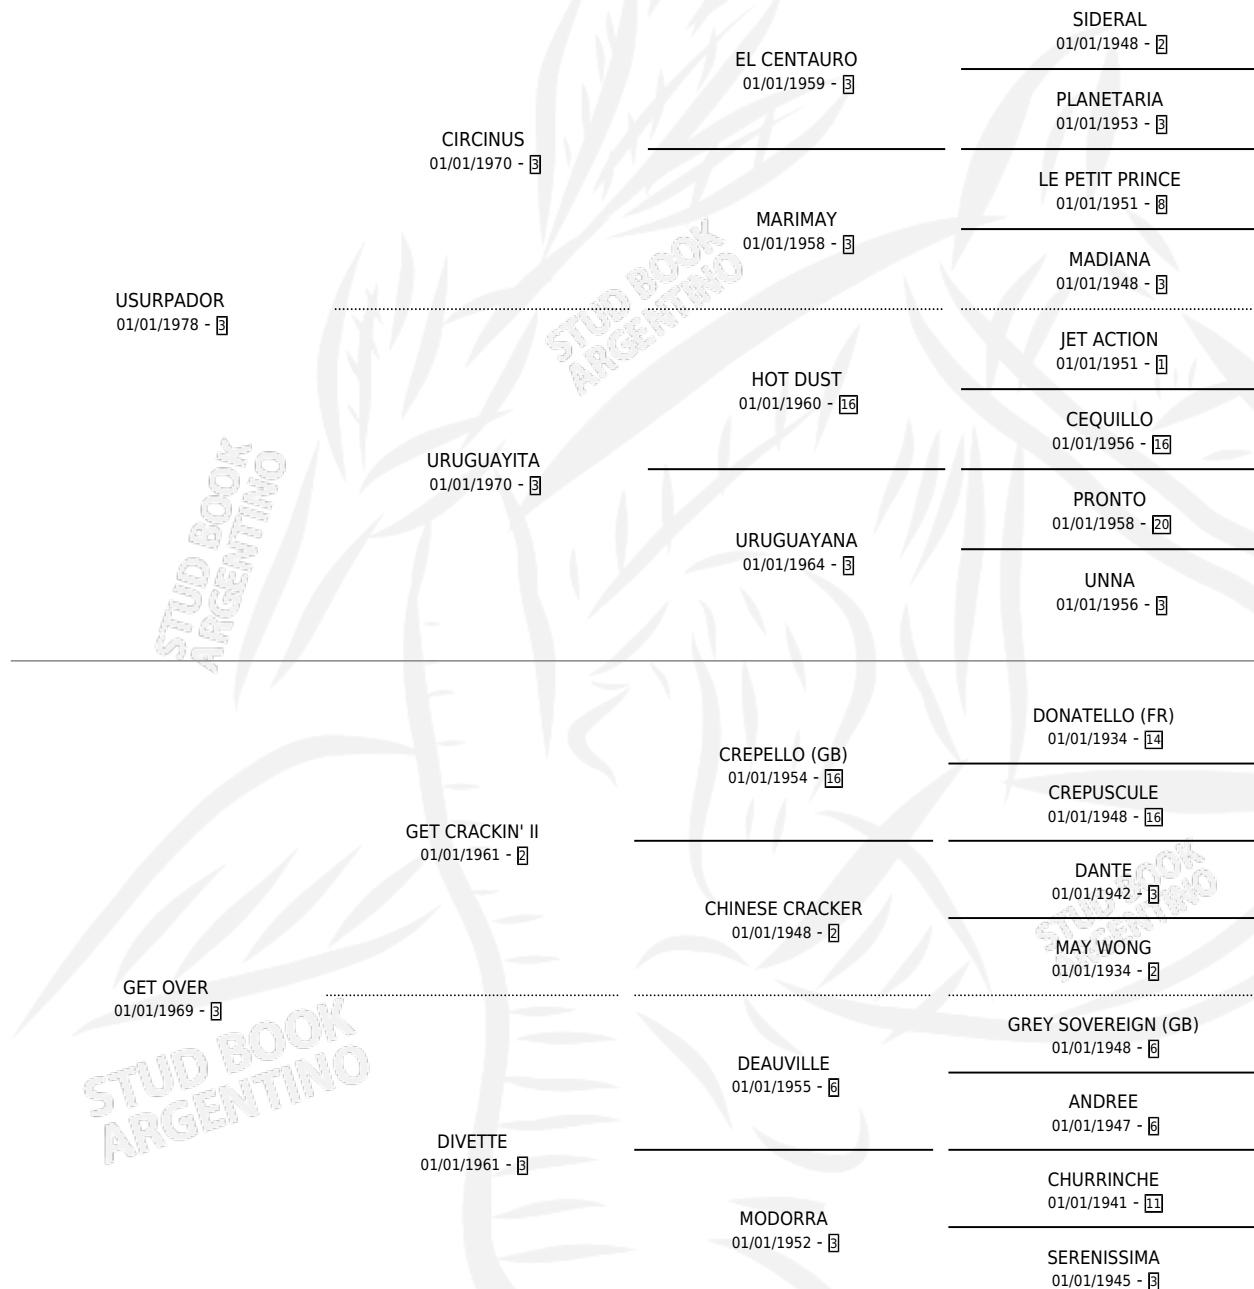 SIDERAL
01/01/1948 - 2
EL CENTAURO
01/01/1959 - 3
PLANETARIA
01/01/1953 - 3
CIRCINUS
01/01/1970 - 3
LE PETIT PRINCE
01/01/1951 - 8
MARIMAY
01/01/1958 - 3
MADIANA
01/01/1948 - 3
USURPADOR
01/01/1978 - 3
JET ACTION
01/01/1951 - 1
HOT DUST
01/01/1960 - 16
CEQUILLO
01/01/1956 - 16
URUGUAYITA
01/01/1970 - 3
PRONTO
01/01/1958 - 20
URUGUAYANA
01/01/1964 - 3
UNNA
01/01/1956 - 3
STUD BOOK
ARGENTINO
STUD BOOK
ARGENTINO
DONATELLO (FR)
01/01/1934 - 14
CREPELLO (GB)
01/01/1954 - 16
CREPUSCULE
01/01/1948 - 16
GET CRACKIN' II
01/01/1961 - 2
DANTE
01/01/1942 - 3
CHINESE CRACKER
01/01/1948 - 2
MAY WONG
01/01/1934 - 2
GET OVER
01/01/1969 - 3
GREY SOVEREIGN (GB)
01/01/1948 - 6
DEAUVILLE
01/01/1955 - 6
ANDREE
01/01/1947 - 6
DIVETTE
01/01/1961 - 3
CHURRINCHE
01/01/1941 - 11
MODORRA
01/01/1952 - 3
SERENISSIMA
01/01/1945 - 3
STUD BOOK
ARGENTINO
STUD BOOK
ARGENTINO